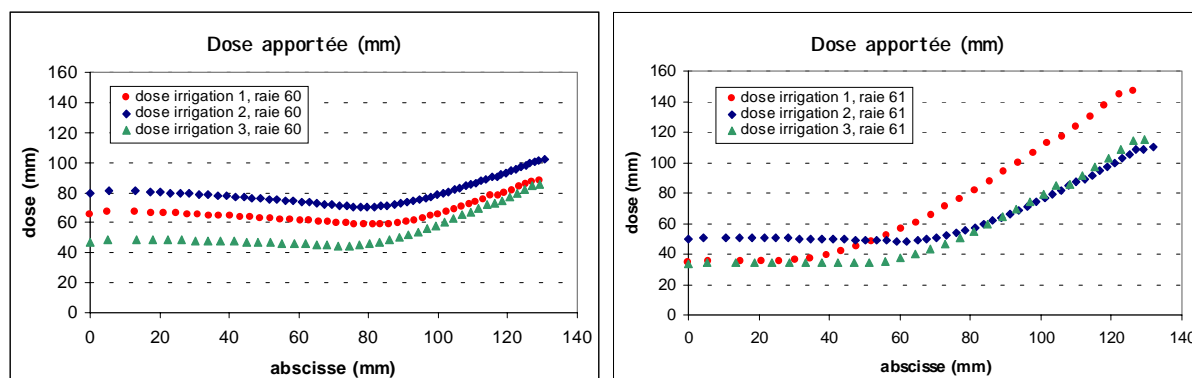 Dose apportée (mm)
160
140
120
100
80
60
40
20
0
dose (mm)
dose irrigation 1, raie 60
dose irrigation 2, raie 60
dose irrigation 3, raie 60
0 20 40 60 80 100 120 140
abscisse (mm)
Dose apportée (mm)
160
140
120
100
80
60
40
20
0
dose (mm)
dose irrigation 1, raie 61
dose irrigation 2, raie 61
dose irrigation 3, raie 61
0 20 40 60 80 100 120 140
abscisse (mm)